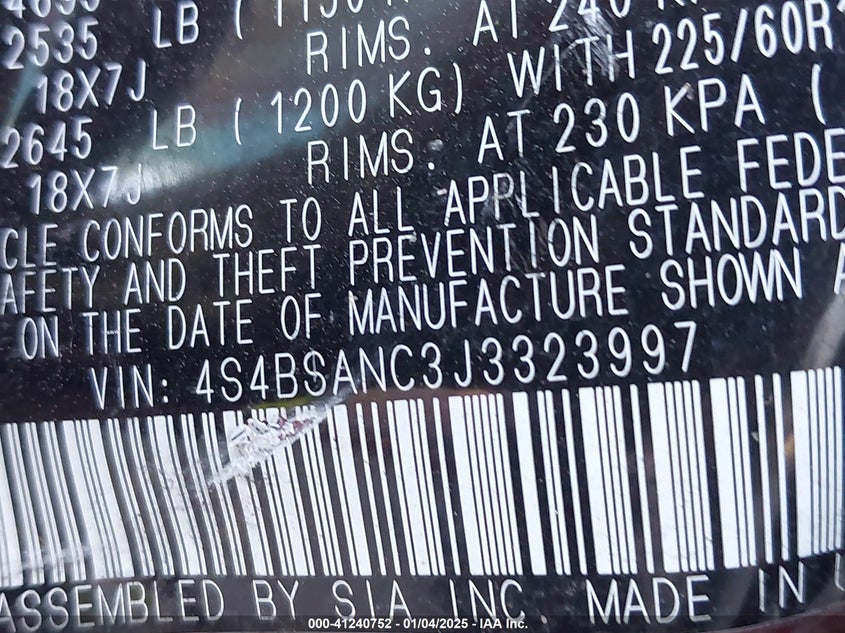 2535 LB ( 1150 RIMS. AT 240
18X7J
2645 LB ( 1200 KG) WITH 225/60R
18X7J RIMS. AT 230 KPA (
CLE CONFORMS TO ALL APPLICABLE FEDE
AFETY AND THEFT PREVENTION STANDARD
ON THE DATE OF MANUFACTURE SHOWN A
VIN: 4S4BSANC3J3323997
ASSEMBLED BY SIA INC. MADE IN U
000-41240752 - 01/04/2025 - IAA Inc.